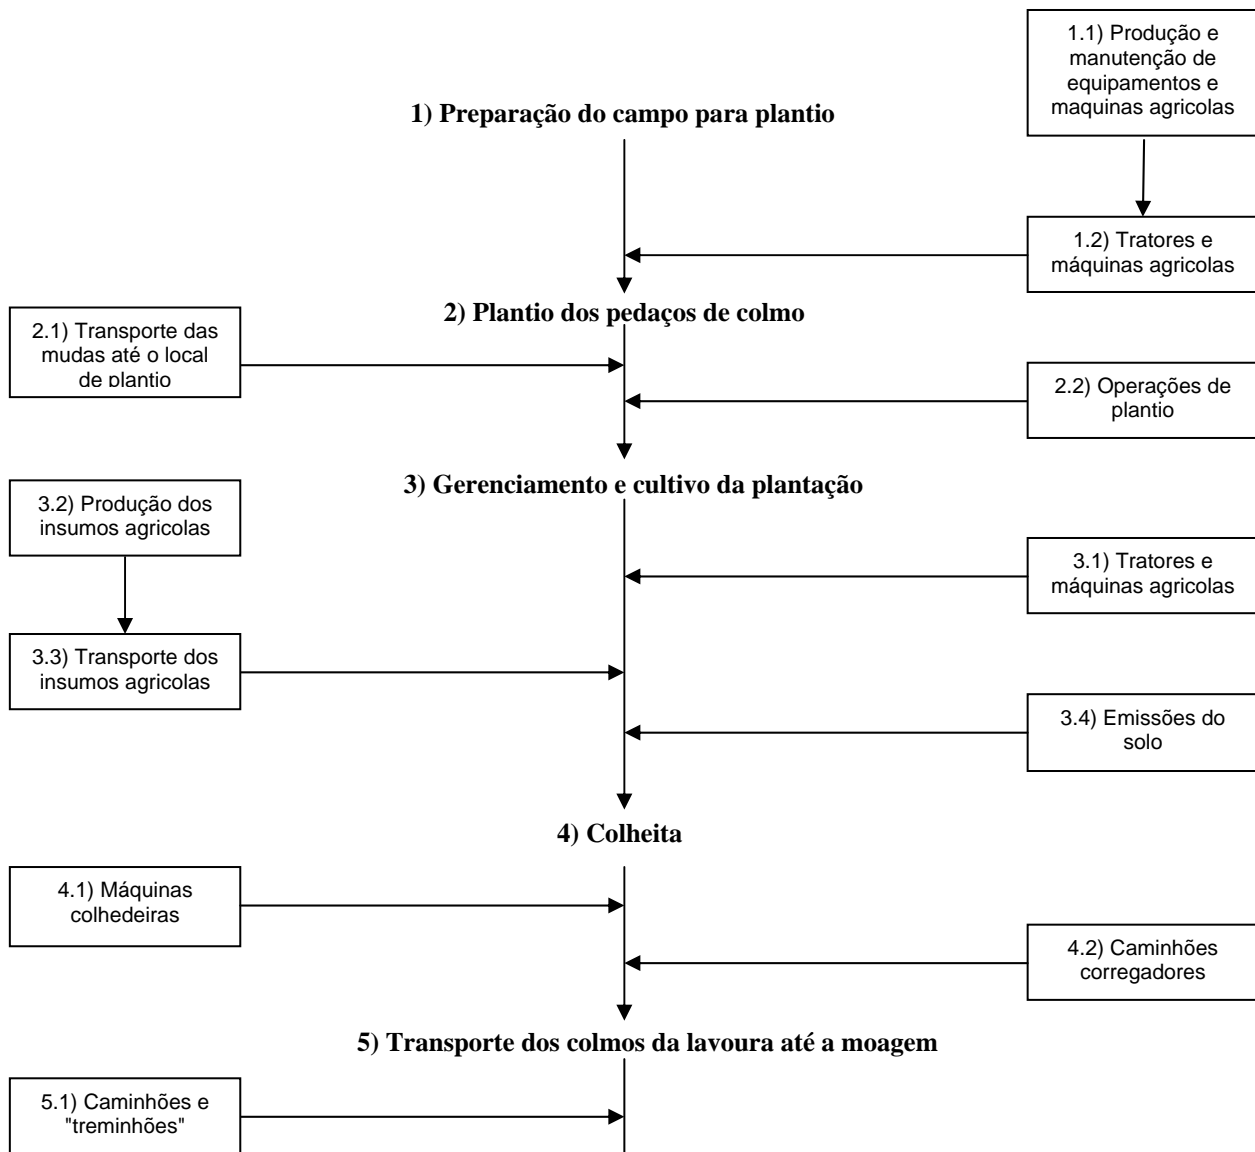 1.1) Produção e
manutenção de
equipamentos e
maquinas agricolas
1) Preparação do campo para plantio
1.2) Tratores e
máquinas agricolas
2) Plantio dos pedaços de colmo
2.1) Transporte das
mudas até o local
de plantio
2.2) Operações de
plantio
3) Gerenciamento e cultivo da plantação
3.2) Produção dos
insumos agricolas
3.1) Tratores e
máquinas agricolas
3.3) Transporte dos
insumos agricolas
3.4) Emissões do
solo
4) Colheita
4.1) Máquinas
colhedeiras
4.2) Caminhões
corregadores
5) Transporte dos colmos da lavoura até a moagem
5.1) Caminhões e
"treminhões"